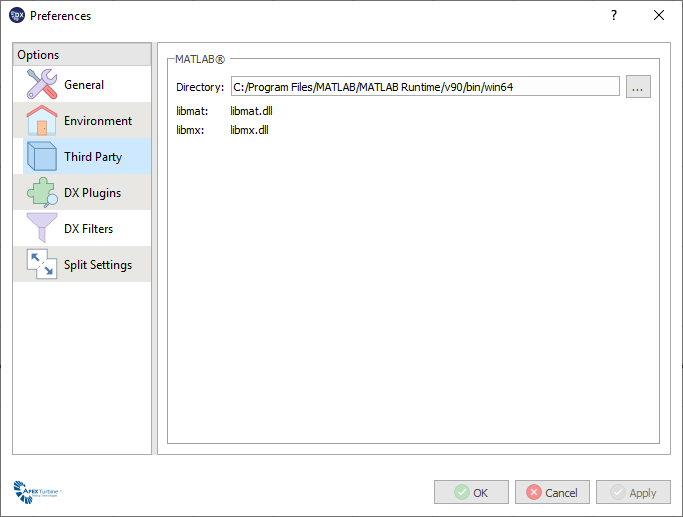 DX
Preferences
?
Options
General
Environment
Third Party
DX Plugins
DX Filters
Split Settings
MATLAB®
Directory: C:/Program Files/MATLAB/MATLAB Runtime/v90/bin/win64 ...
libmat: libmat.dll
libmx: libmx.dll
APEX Turbine
OK Cancel Apply